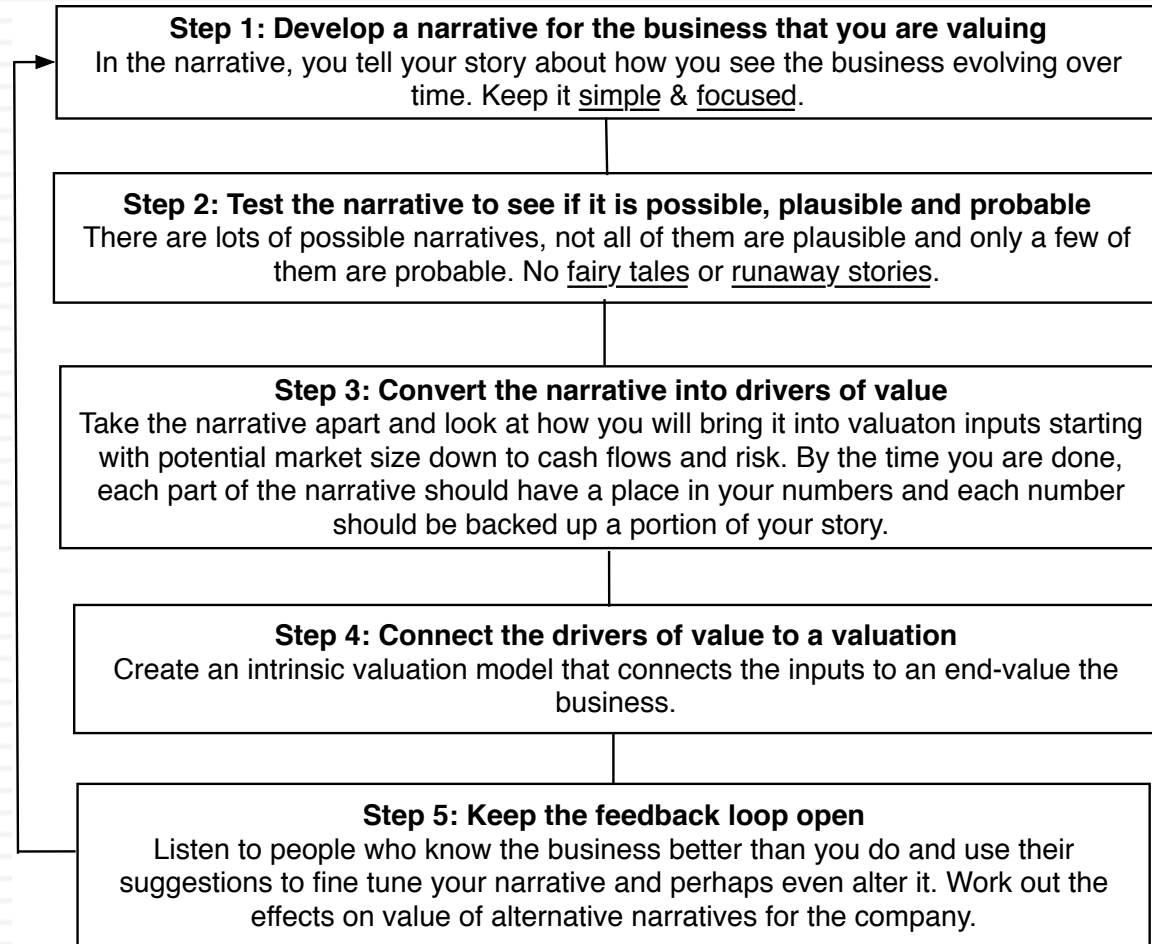 Step 1: Develop a narrative for the business that you are valuing
In the narrative, you tell your story about how you see the business evolving over
time. Keep it simple & focused.
Step 2: Test the narrative to see if it is possible, plausible and probable
There are lots of possible narratives, not all of them are plausible and only a few of
them are probable. No fairy tales or runaway stories.
Step 3: Convert the narrative into drivers of value
Take the narrative apart and look at how you will bring it into valuaton inputs starting
with potential market size down to cash flows and risk. By the time you are done,
each part of the narrative should have a place in your numbers and each number
should be backed up a portion of your story.
Step 4: Connect the drivers of value to a valuation
Create an intrinsic valuation model that connects the inputs to an end-value the
business.
Step 5: Keep the feedback loop open
Listen to people who know the business better than you do and use their
suggestions to fine tune your narrative and perhaps even alter it. Work out the
effects on value of alternative narratives for the company.